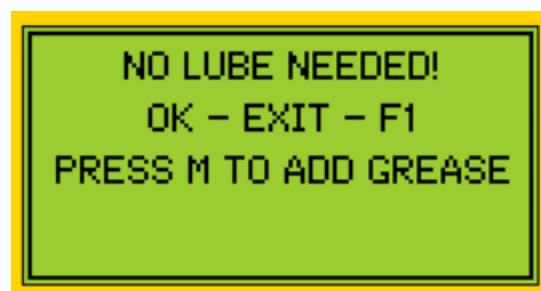 NO LUBE NEEDED!
OK – EXIT – F1
PRESS M TO ADD GREASE